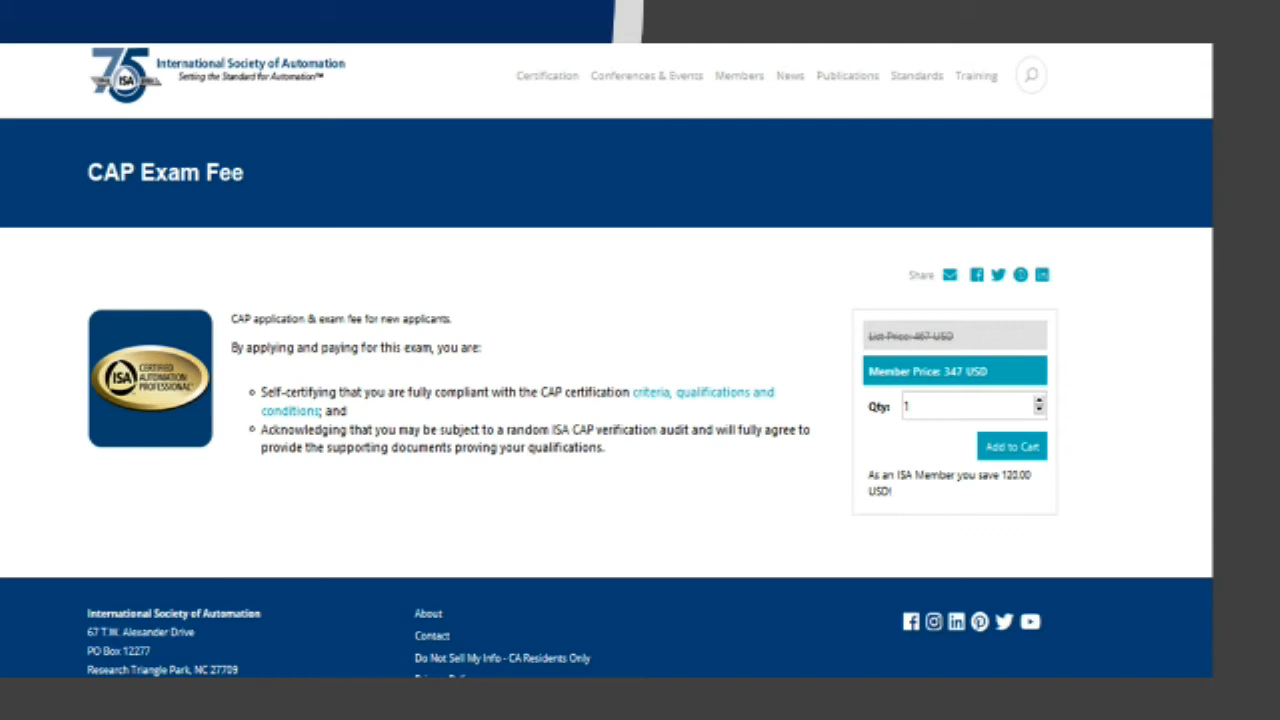 75
ISA
International Society of Automation
Setting the Standard for Automation™
Certification Conferences & Events Members News Publications Standards Training
CAP Exam Fee
Share
ISA
CERTIFIED
AUTOMATION
PROFESSIONAL
CAP application & exam fee for new applicants.
By applying and paying for this exam, you are:
Self-certifying that you are fully compliant with the CAP certification criteria, qualifications and
conditions; and
Acknowledging that you may be subject to a random ISA CAP verification audit and will fully agree to
provide the supporting documents proving your qualifications.
List Price: 467 USD
Member Price: 347 USD
Qty: 1
Add to Cart
As an ISA Member you save 120.00
USD!
International Society of Automation
67 T.W. Alexander Drive
PO Box 12277
Research Triangle Park, NC 27709
About
Contact
Do Not Sell My Info - CA Residents Only